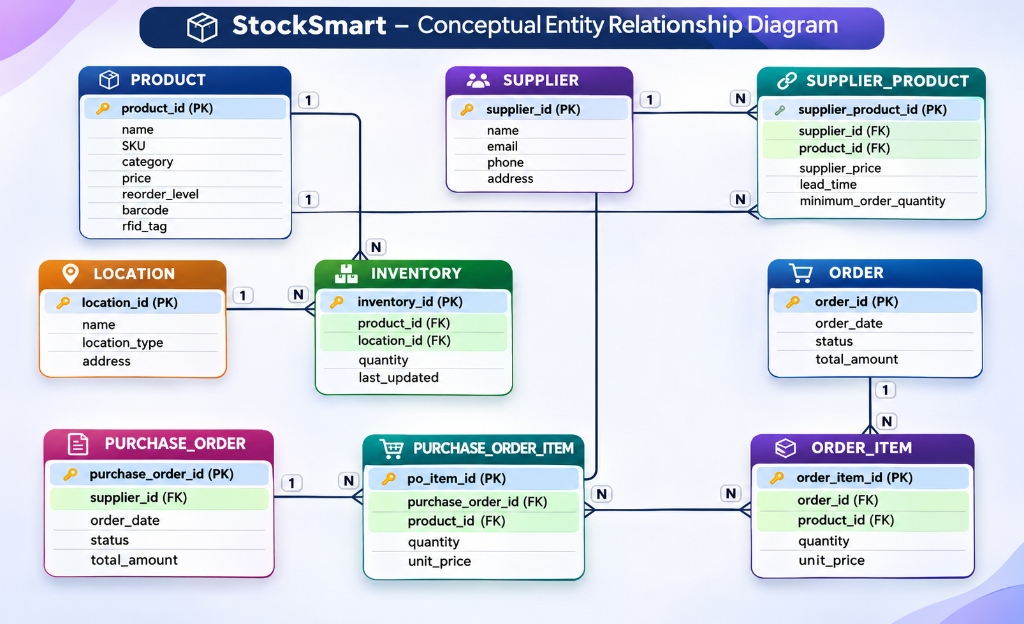 StockSmart – Conceptual Entity Relationship Diagram
PRODUCT
product_id (PK)
name
SKU
category
price
reorder_level
barcode
rfid_tag
1
1
SUPPLIER
supplier_id (PK)
name
email
phone
address
1
N
SUPPLIER_PRODUCT
supplier_product_id (PK)
supplier_id (FK)
product_id (FK)
supplier_price
lead_time
minimum_order_quantity
N
N
LOCATION
location_id (PK)
name
location_type
address
1
N
INVENTORY
inventory_id (PK)
product_id (FK)
location_id (FK)
quantity
last_updated
ORDER
order_id (PK)
order_date
status
total_amount
1
N
PURCHASE_ORDER
purchase_order_id (PK)
supplier_id (FK)
order_date
status
total_amount
1
N
PURCHASE_ORDER_ITEM
po_item_id (PK)
purchase_order_id (FK)
product_id (FK)
quantity
unit_price
N
N
ORDER_ITEM
order_item_id (PK)
order_id (FK)
product_id (FK)
quantity
unit_price